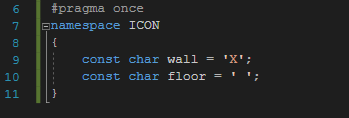 6 #pragma once
7 namespace ICON
8 {
9 const char wall = 'X';
10 const char floor = ' ';
11 }